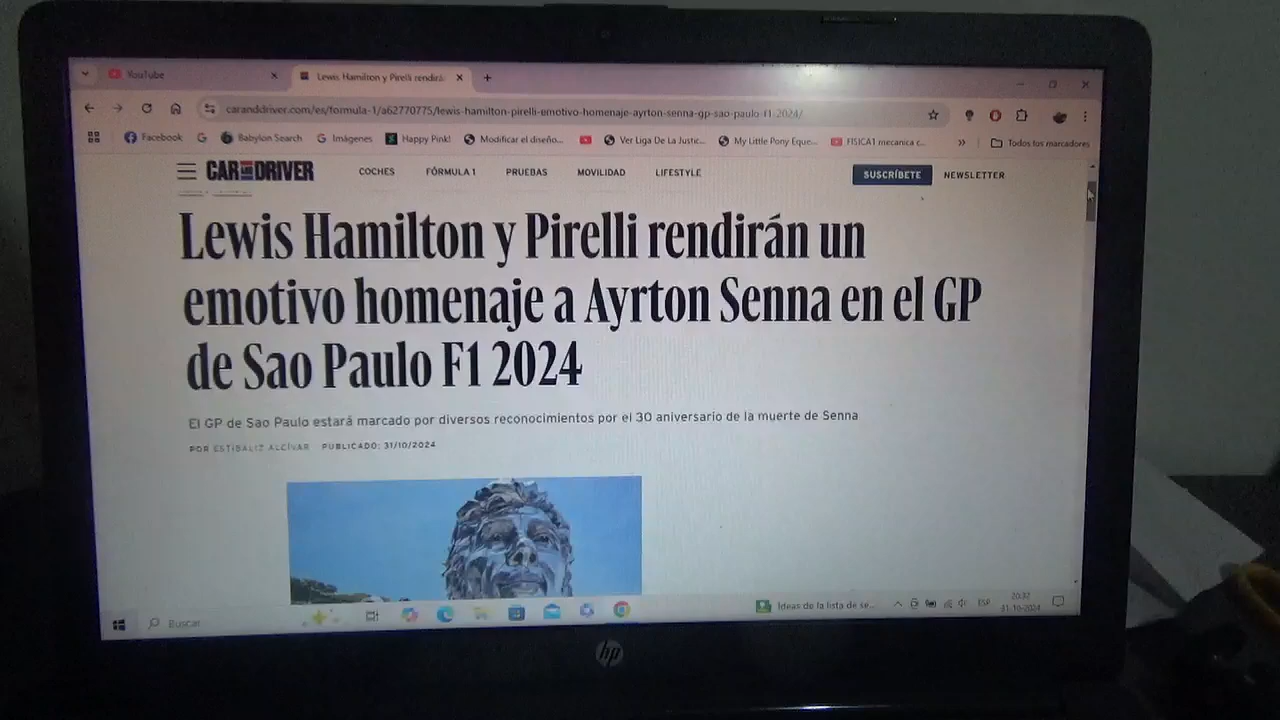 YouTube
Lewis Hamilton y Pirelli rendirá
caranddriver.com/es/formula-1/a62770775/lewis-hamilton-pirelli-emotivo-homenaje-ayrton-senna-gp-sao-paulo-f1-2024/
Facebook G Babylon Search G Imágenes Happy Pink! Modificar el diseño... Ver Liga De La Justic... My Little Pony Eque... FISICA1 mecanica c... » Todos los marcadores
CAR AND DRIVER COCHES FÓRMULA 1 PRUEBAS MOVILIDAD LIFESTYLE SUSCRÍBETE NEWSLETTER
Lewis Hamilton y Pirelli rendirán un
emotivo homenaje a Ayrton Senna en el GP
de Sao Paulo F1 2024
El GP de Sao Paulo estará marcado por diversos reconocimientos por el 30 aniversario de la muerte de Senna
POR ESTÍBALIZ ALCÍVAR PUBLICADO: 31/10/2024
Buscar
Ideas de la lista de se...
ESP
20:32
31-10-2024
hp